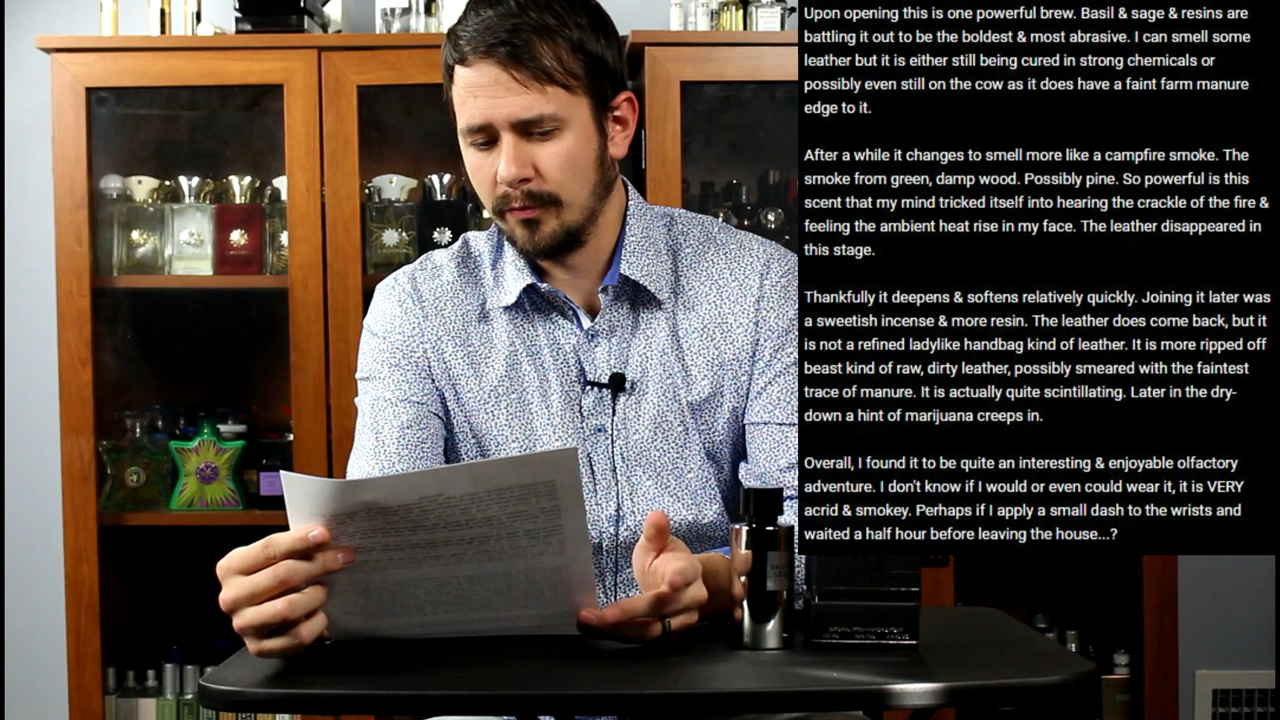 Upon opening this is one powerful brew. Basil & sage & resins are
battling it out to be the boldest & most abrasive. I can smell some
leather but it is either still being cured in strong chemicals or
possibly even still on the cow as it does have a faint farm manure
edge to it.
After a while it changes to smell more like a campfire smoke. The
smoke from green, damp wood. Possibly pine. So powerful is this
scent that my mind tricked itself into hearing the crackle of the fire &
feeling the ambient heat rise in my face. The leather disappeared in
this stage.
Thankfully it deepens & softens relatively quickly. Joining it later was
a sweetish incense & more resin. The leather does come back, but it
is not a refined ladylike handbag kind of leather. It is more ripped off
beast kind of raw, dirty leather, possibly smeared with the faintest
trace of manure. It is actually quite scintillating. Later in the dry-
down a hint of marijuana creeps in.
Overall, I found it to be quite an interesting & enjoyable olfactory
adventure. I don't know if I would or even could wear it, it is VERY
acrid & smokey. Perhaps if I apply a small dash to the wrists and
waited a half hour before leaving the house...?